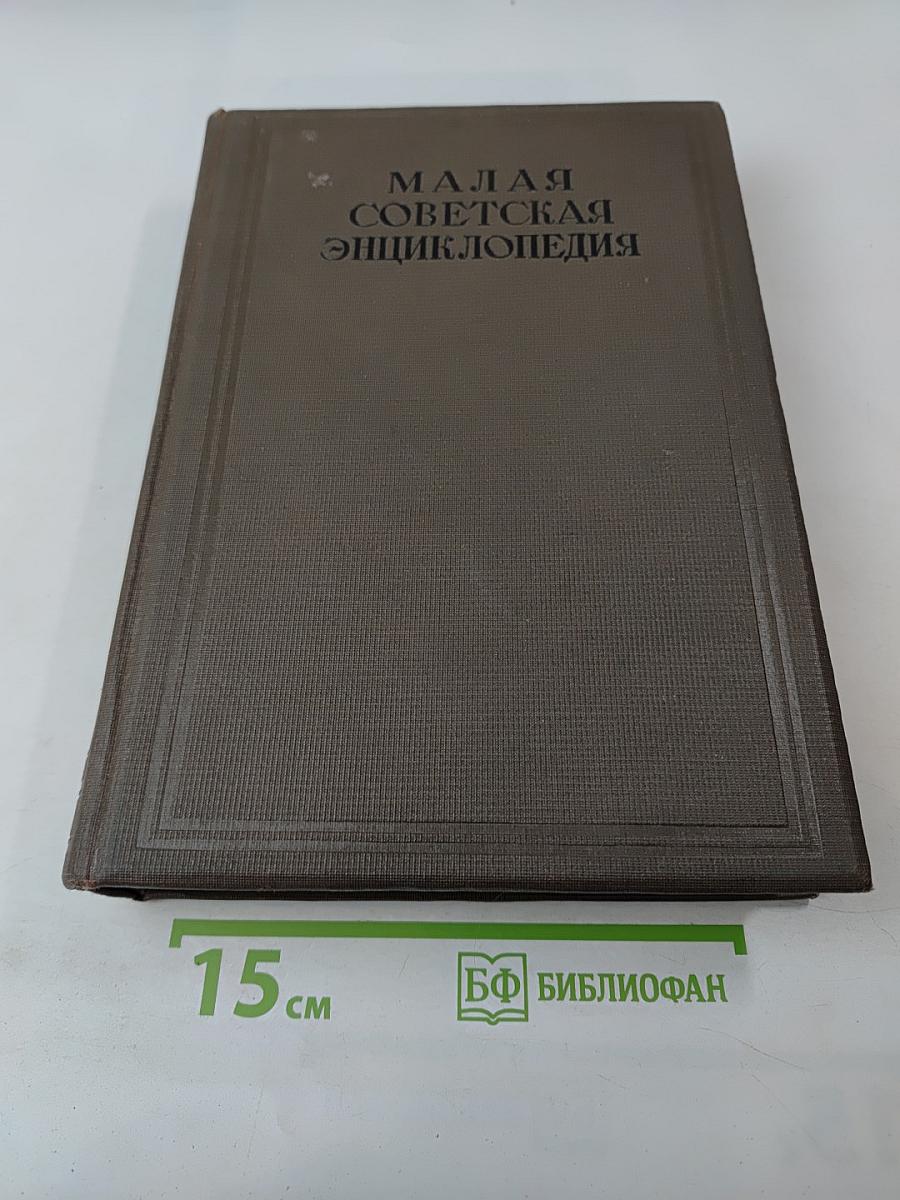 МАЛАЯ
СОВЕТСКАЯ
ЭНЦИКЛОПЕДИЯ
15 см
БФ БИБЛИОФАН